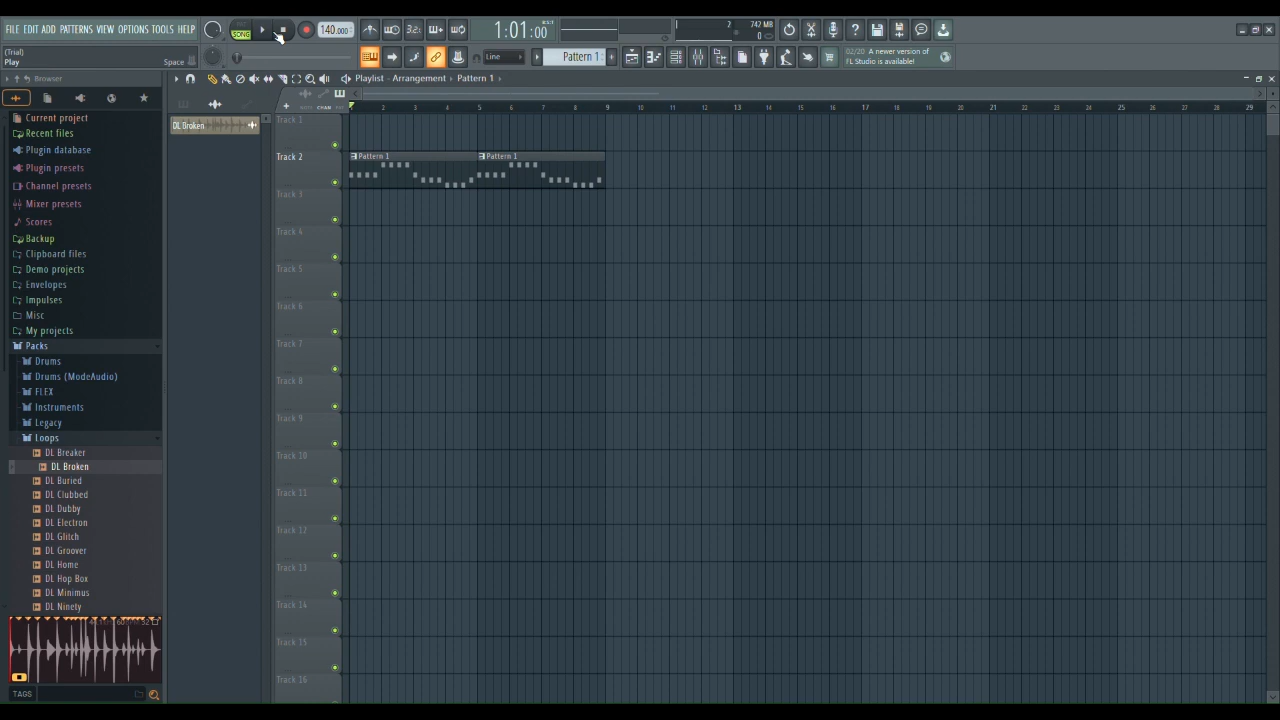 FILE EDIT ADD PATTERNS VIEW OPTIONS TOOLS HELP
SONG
140.000
1:01:00
2
742 MB
0
(Trial)
Play
Space
Line
Pattern 1
02/20 A newer version of
FL Studio is available!
Browser
Playlist - Arrangement › Pattern 1 ›
Current project
Recent files
Plugin database
Plugin presets
Channel presets
Mixer presets
Scores
Backup
Clipboard files
Demo projects
Envelopes
Impulses
Misc
My projects
Packs
Drums
Drums (ModeAudio)
FLEX
Instruments
Legacy
Loops
DL Breaker
DL Broken
DL Buried
DL Clubbed
DL Dubby
DL Electron
DL Glitch
DL Groover
DL Home
DL Hop Box
DL Minimus
DL Ninety
TAGS
DL Broken
NOTE CHAN PAT
2 3 4 5 6 7 8 9 10 11 12 13 14 15 16 17 18 19 20 21 22 23 24 25 26 27 28 29
Track 1
Track 2
Pattern 1
Pattern 1
Track 3
Track 4
Track 5
Track 6
Track 7
Track 8
Track 9
Track 10
Track 11
Track 12
Track 13
Track 14
Track 15
Track 16